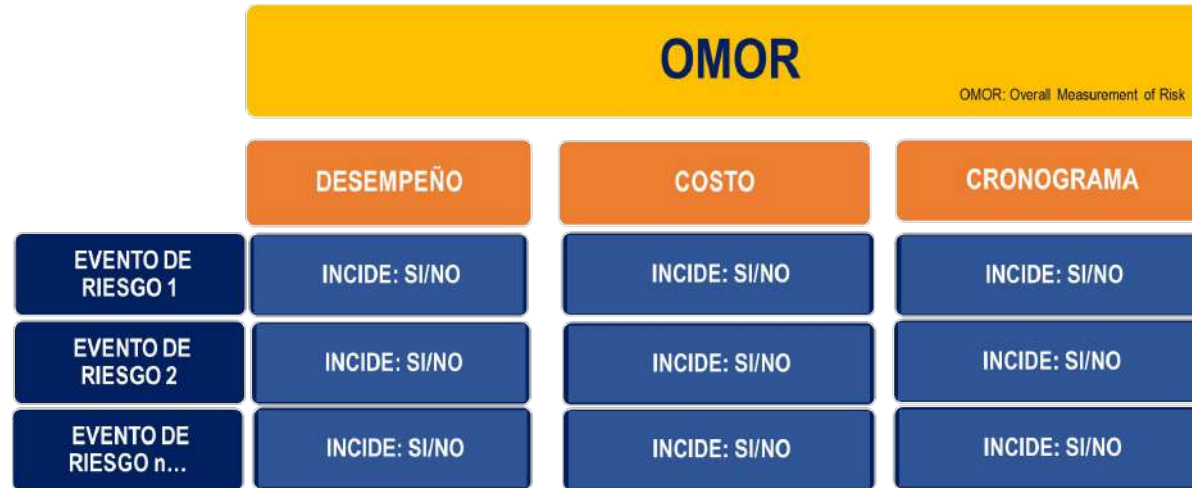 OMOR
OMOR: Overall Measurement of Risk
DESEMPEÑO
COSTO
CRONOGRAMA
EVENTO DE
RIESGO 1
INCIDE: SI/NO
INCIDE: SI/NO
INCIDE: SI/NO
EVENTO DE
RIESGO 2
INCIDE: SI/NO
INCIDE: SI/NO
INCIDE: SI/NO
EVENTO DE
RIESGO n...
INCIDE: SI/NO
INCIDE: SI/NO
INCIDE: SI/NO